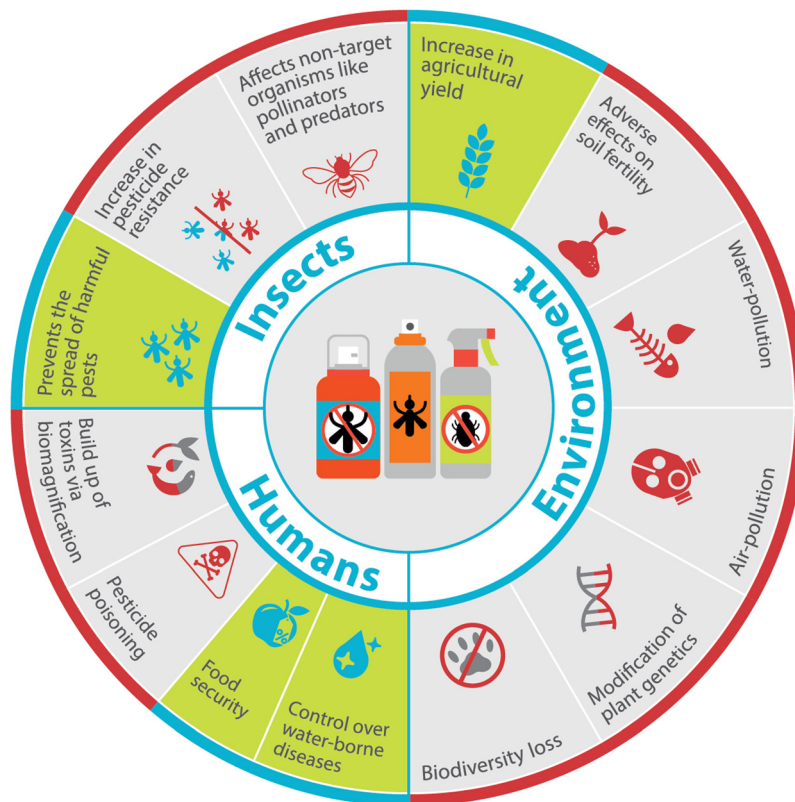 Increase in
agricultural
yield
Adverse
effects on
soil fertility
Water-pollution
Air-pollution
Modification of
plant genetics
Biodiversity loss
Control over
water-borne
diseases
Food
security
Pesticide
poisoning
Build up of
toxins via
biomagnification
Prevents the
spread of harmful
pests
Increase in
pesticide
resistance
Affects non-target
organisms like
pollinators
and predators
Insects
Environment
Humans
%